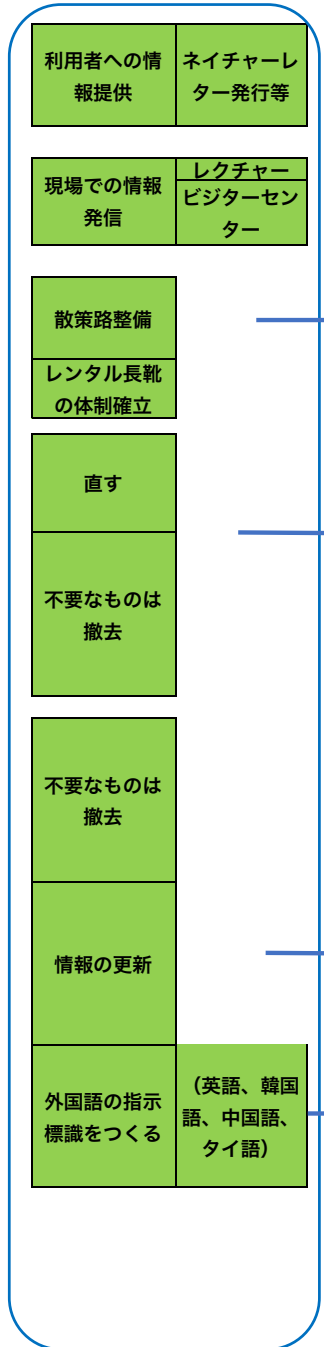 利用者への情
報提供
ネイチャーレ
ター発行等
現場での情報
発信
レクチャー
ビジターセン
ター
散策路整備
レンタル長靴
の体制確立
直す
不要なものは
撤去
不要なものは
撤去
情報の更新
外国語の指示
標識をつくる
（英語、韓国
語、中国語、
タイ語）